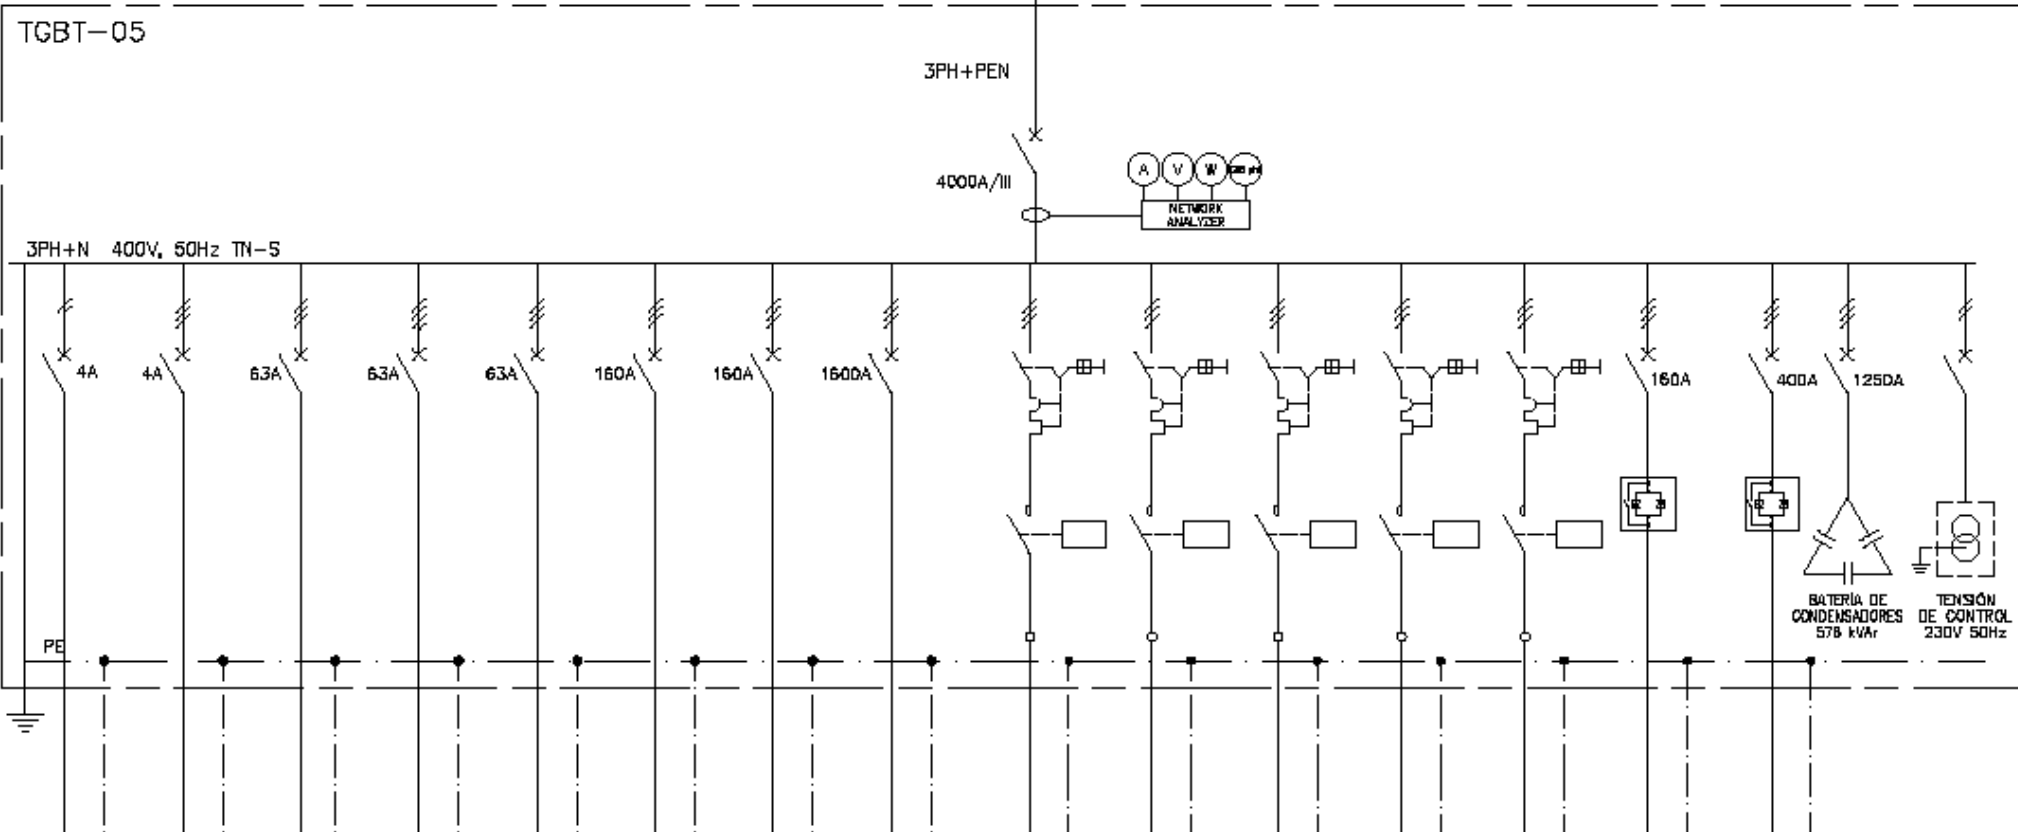 TGBT-05
3PH+PEN
4000A/III
A
V
W
NETWORK
ANALYZER
3PH+N 400V, 50Hz TN-S
4A
4A
63A
63A
63A
160A
160A
1600A
160A
400A
1250A
BATERÍA DE
CONDENSADORES
576 kVAr
TENSIÓN
DE CONTROL
230V 50Hz
PE